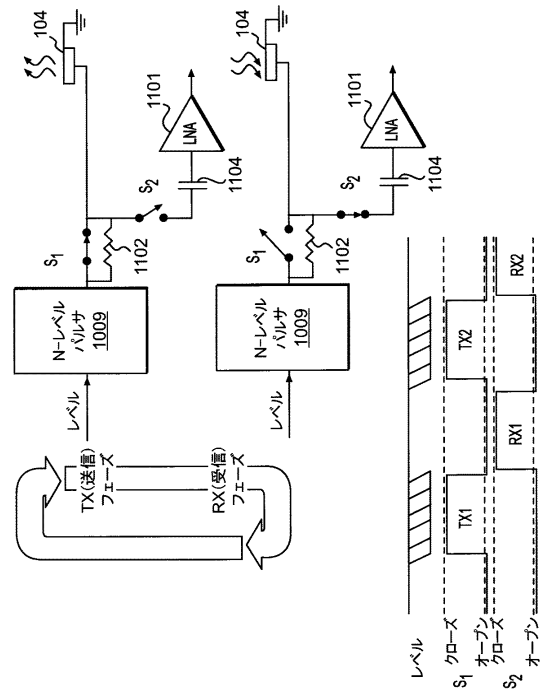 TX(送信)
フェーズ
レベル
N-レベル
パルサ
1009
S1
1102
S2
104
1101
LNA
1104
RX(受信)
フェーズ
レベル
N-レベル
パルサ
1009
S1
1102
S2
104
1101
LNA
1104
レベル
S1
クローズ
オープン
TX1
TX2
S2
クローズ
オープン
RX1
RX2